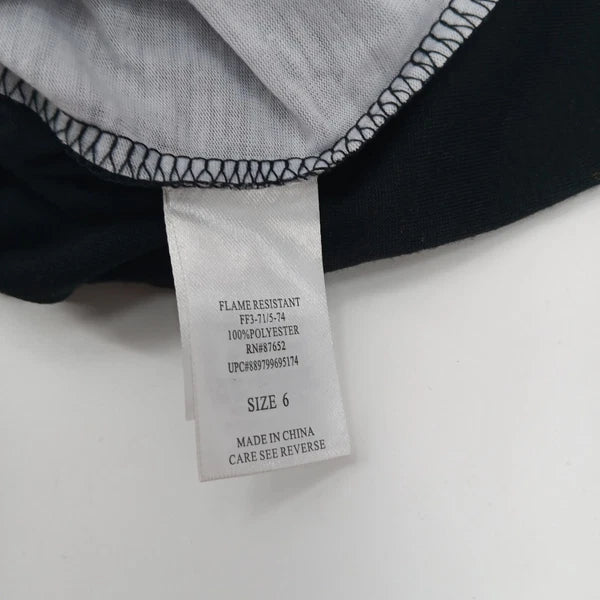 FLAME RESISTANT
FF3-71/5-74
100%POLYESTER
RN#87652
UPC#889799695174
SIZE 6
MADE IN CHINA
CARE SEE REVERSE